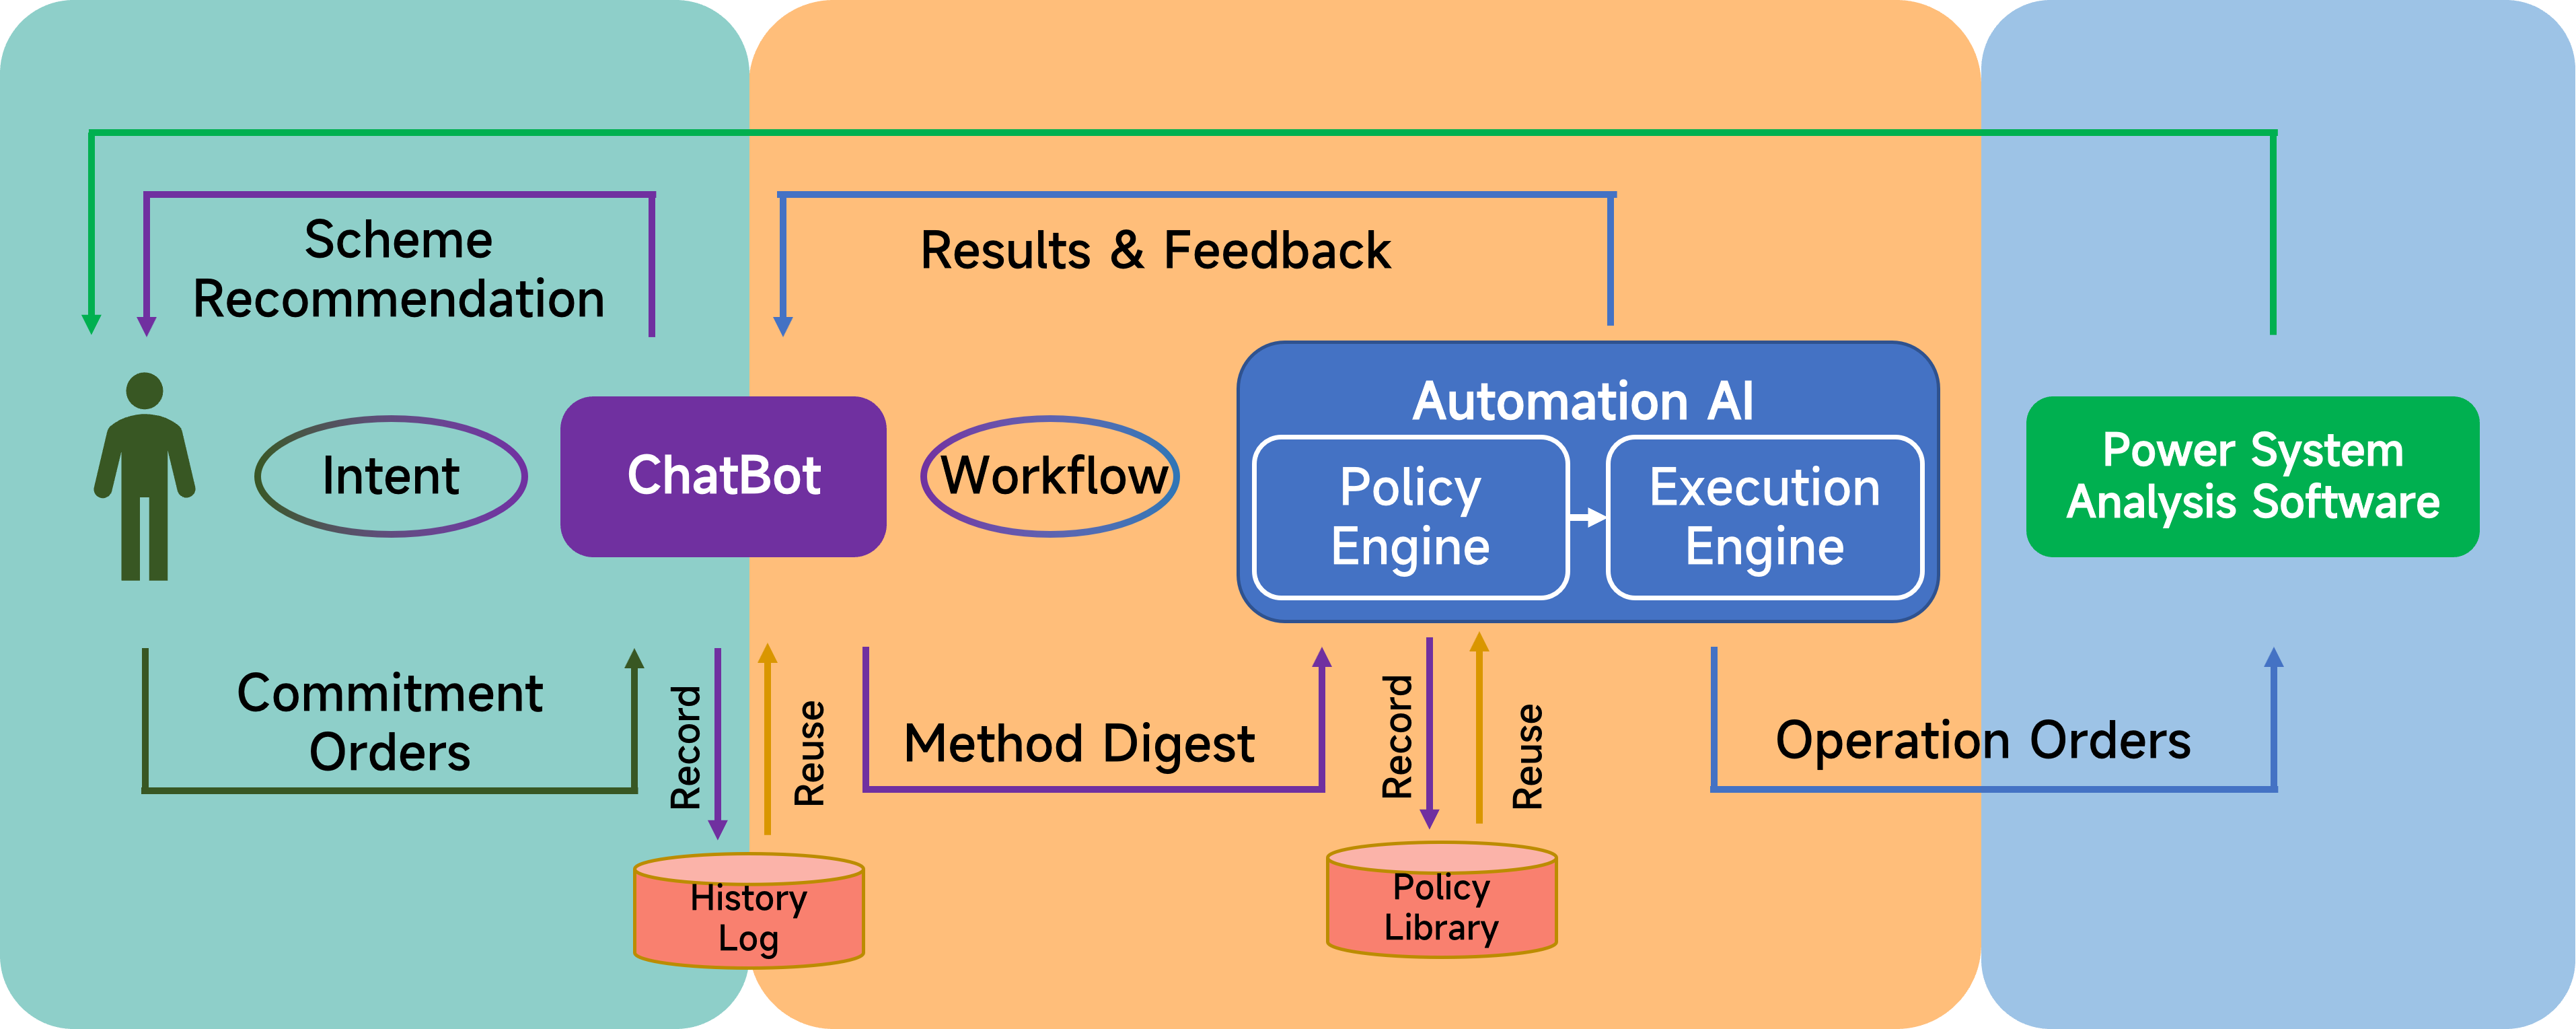 Scheme
Recommendation
Results & Feedback
Intent
ChatBot
Workflow
Automation AI
Policy
Engine
Execution
Engine
Power System
Analysis Software
Commitment
Orders
Record
Reuse
Method Digest
Record
Reuse
Operation Orders
History
Log
Policy
Library